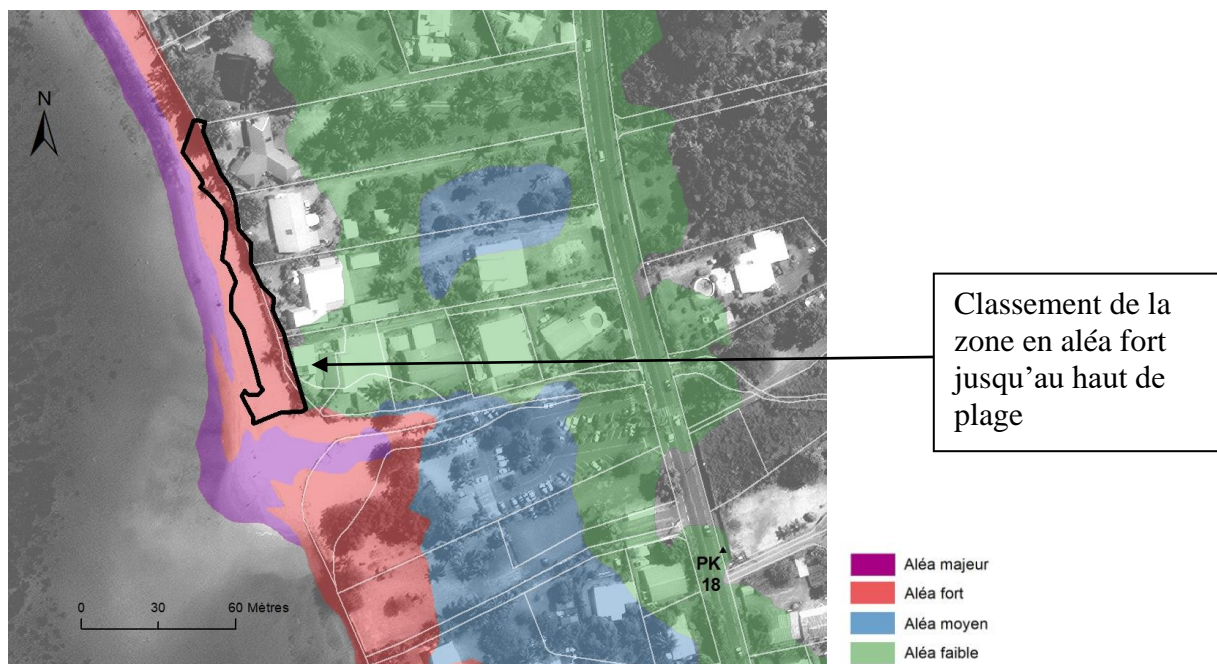 N
Classement de la
zone en aléa fort
jusqu’au haut de
plage
PK
18
0 30 60 Mètres
Aléa majeur
Aléa fort
Aléa moyen
Aléa faible